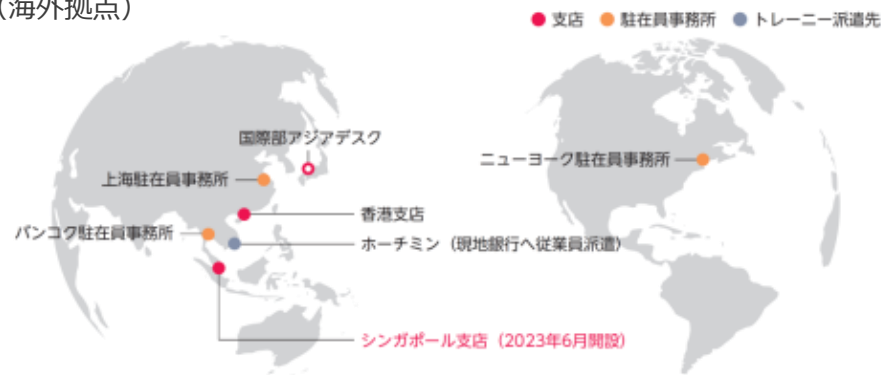 （海外拠点）
支店 駐在員事務所 トレーニー派遣先
国際部アジアデスク
ニューヨーク駐在員事務所
上海駐在員事務所
香港支店
バンコク駐在員事務所
ホーチミン（現地銀行へ従業員派遣）
シンガポール支店（2023年6月開設）